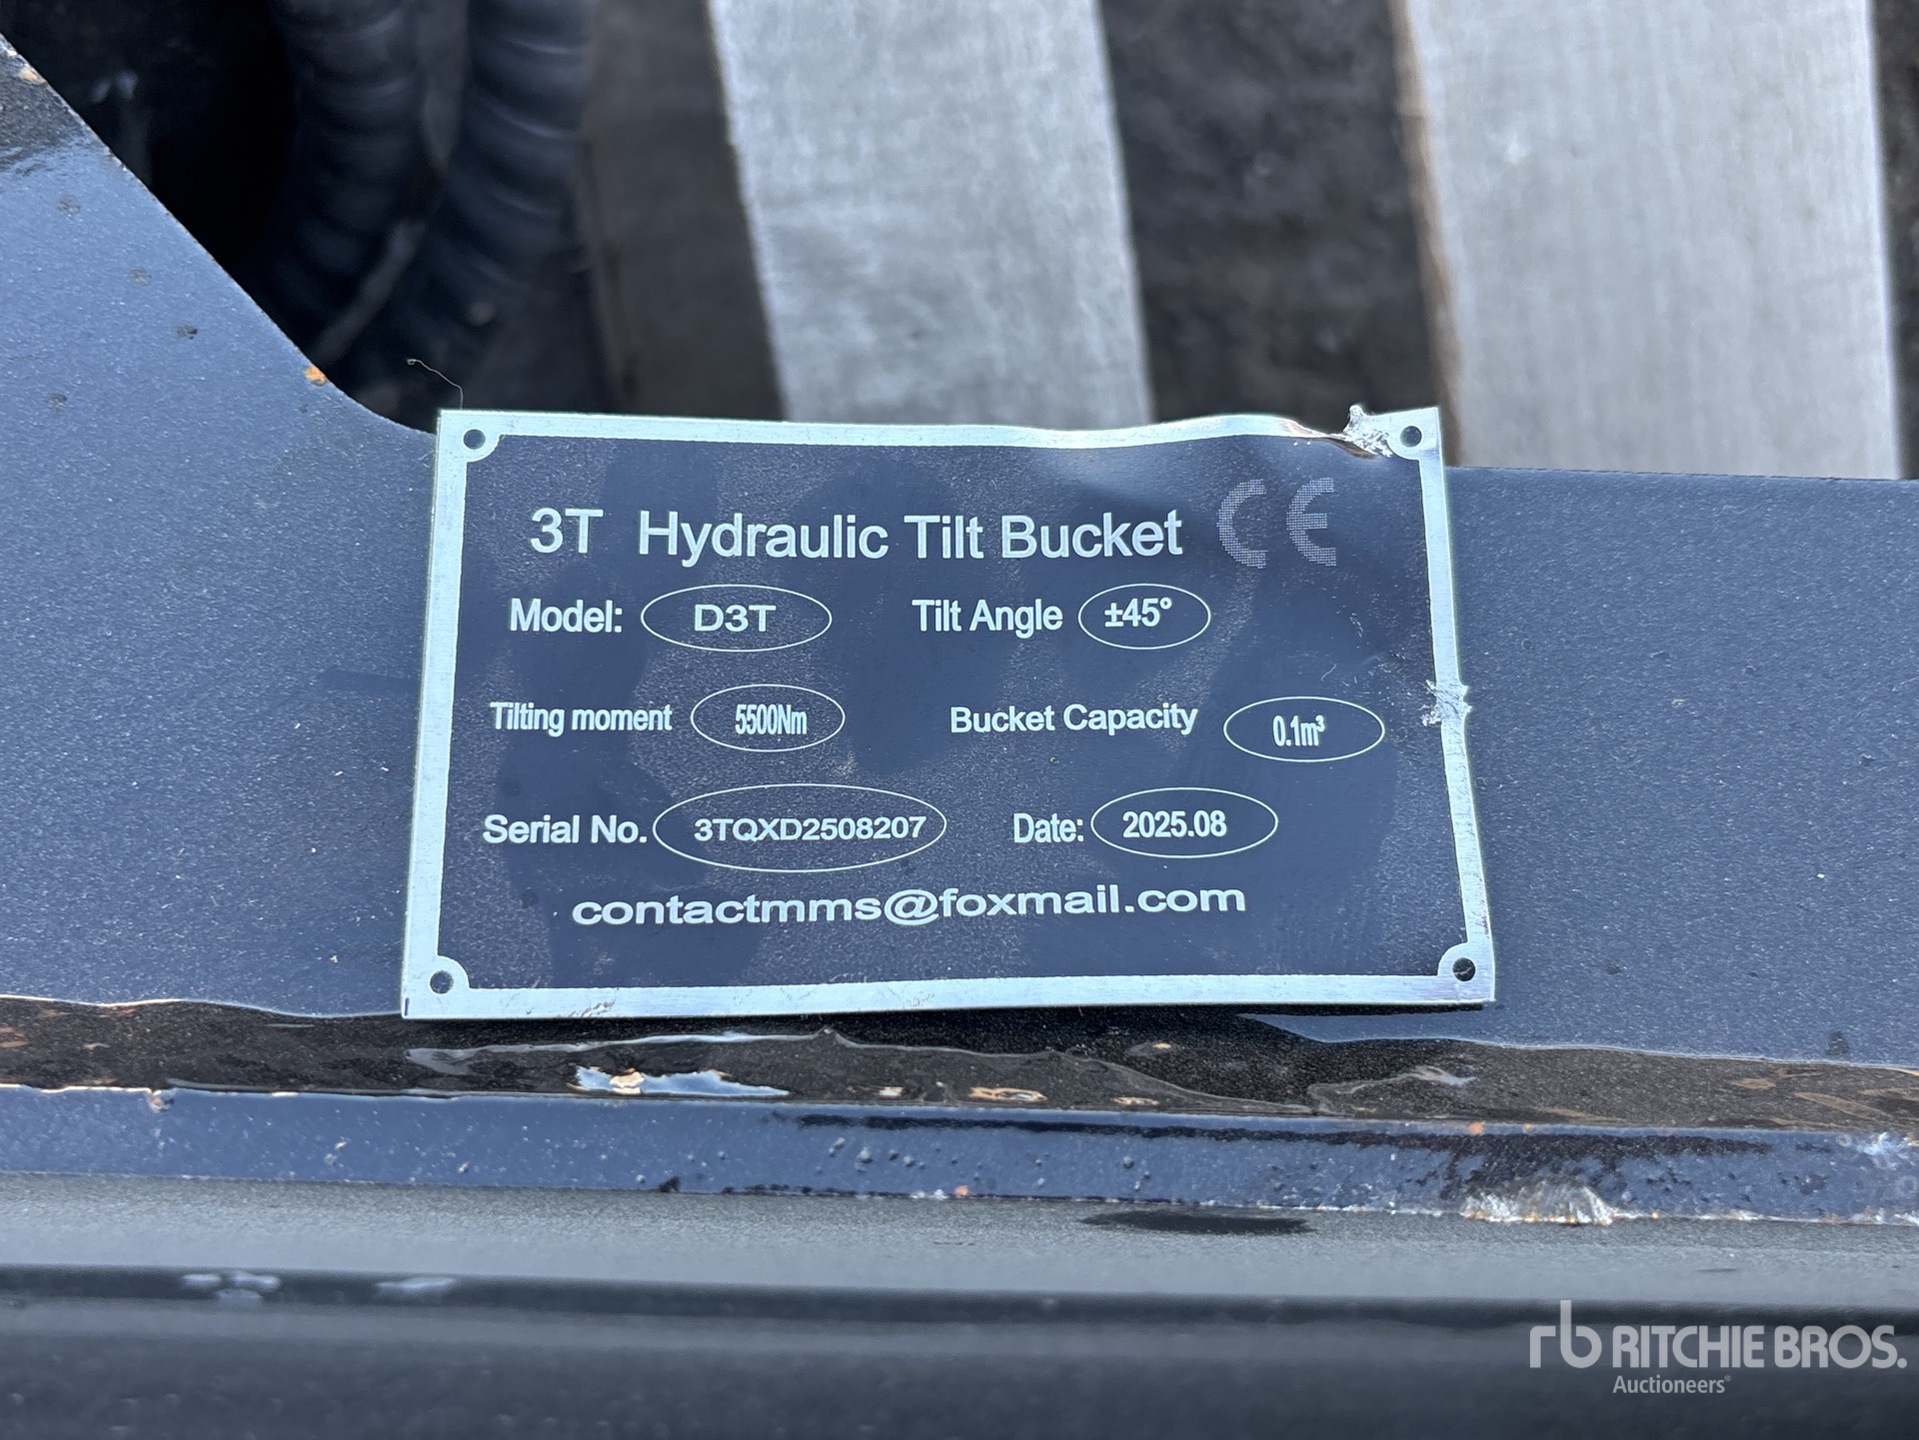 3T Hydraulic Tilt Bucket CE
Model: D3T Tilt Angle ±45°
Tilting moment 5500Nm Bucket Capacity 0.1m³
Serial No. 3TQXD2508207 Date: 2025.08
contactmms@foxmail.com
rb RITCHIE BROS.
Auctioneers®